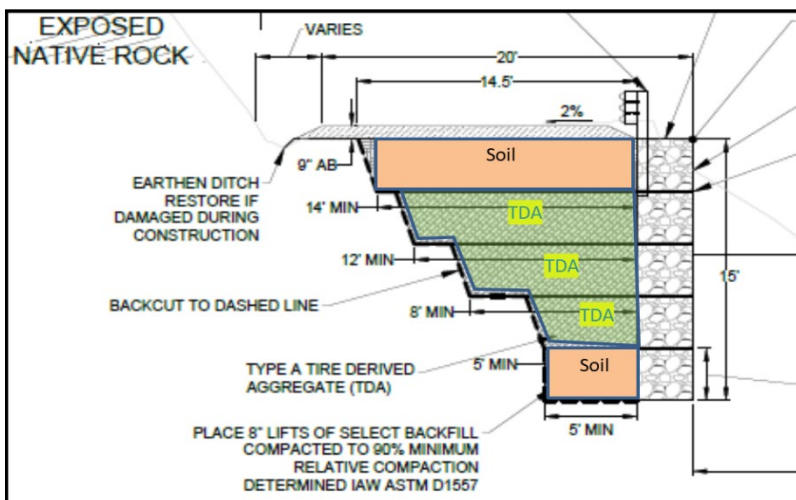 EXPOSED
NATIVE ROCK
VARIES
20'
14.5'
2%
9" AB
Soil
EARTHEN DITCH
RESTORE IF
DAMAGED DURING
CONSTRUCTION
14' MIN
TDA
12' MIN
TDA
15'
BACKCUT TO DASHED LINE
8' MIN
TDA
TYPE A TIRE DERIVED
AGGREGATE (TDA)
5' MIN
Soil
PLACE 8" LIFTS OF SELECT BACKFILL
COMPACTED TO 90% MINIMUM
RELATIVE COMPACTION
DETERMINED IAW ASTM D1557
5' MIN